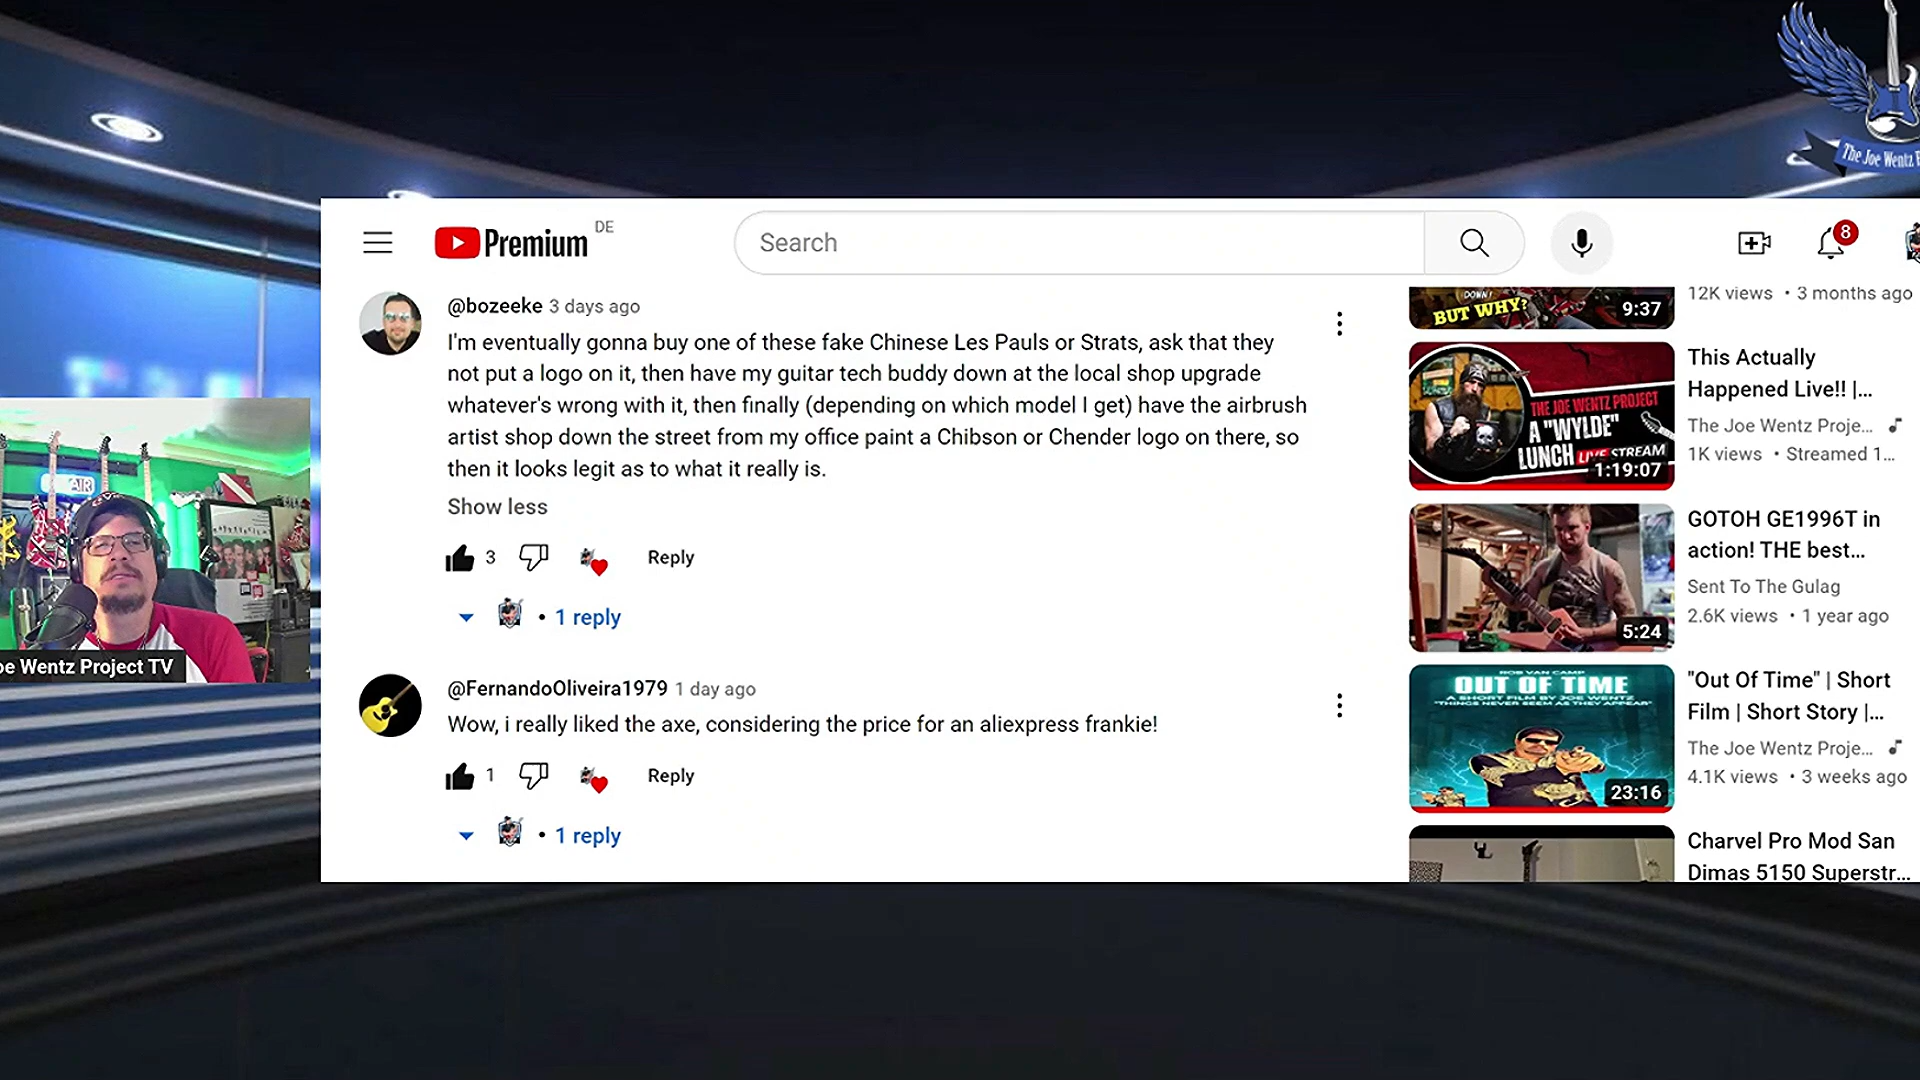 The Joe Wentz
Premium
DE
Search
8
@bozeeke 3 days ago
I'm eventually gonna buy one of these fake Chinese Les Pauls or Strats, ask that they
not put a logo on it, then have my guitar tech buddy down at the local shop upgrade
whatever's wrong with it, then finally (depending on which model I get) have the airbrush
artist shop down the street from my office paint a Chibson or Chender logo on there, so
then it looks legit as to what it really is.
Show less
3
Reply
1 reply
@FernandoOliveira1979 1 day ago
Wow, i really liked the axe, considering the price for an aliexpress frankie!
1
Reply
1 reply
DOWN!
BUT WHY?
9:37
12K views • 3 months ago
THE JOE WENTZ PROJECT
A "WYLDE"
LUNCH LIVE STREAM
1:19:07
This Actually
Happened Live!! |...
The Joe Wentz Proje...
1K views • Streamed 1...
5:24
GOTOH GE1996T in
action! THE best...
Sent To The Gulag
2.6K views • 1 year ago
ROB VAN CAMP
OUT OF TIME
A SHORT FILM BY JOE WENTZ
"THINGS NEVER SEEM AS THEY APPEAR"
23:16
"Out Of Time" | Short
Film | Short Story |...
The Joe Wentz Proje...
4.1K views • 3 weeks ago
Charvel Pro Mod San
Dimas 5150 Superstr...
AIR
oe Wentz Project TV